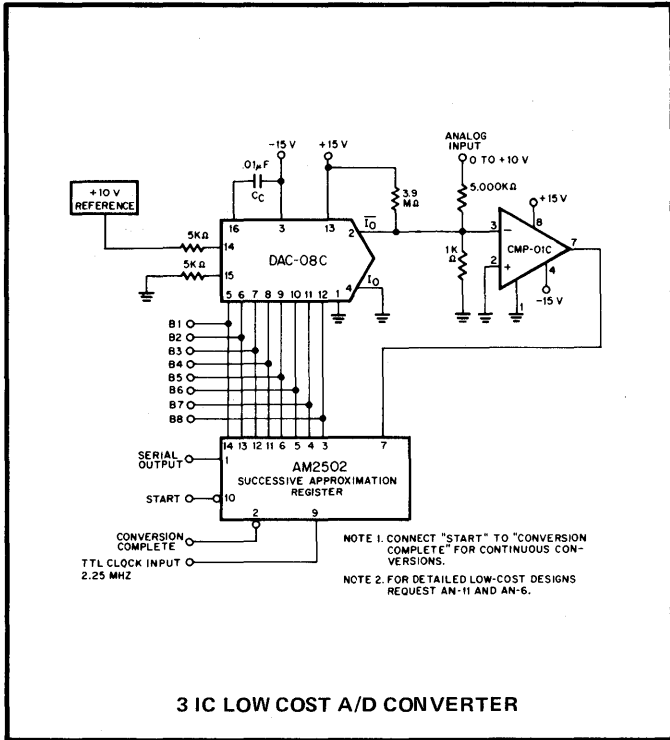 -15 V
+15 V
ANALOG
INPUT
0 TO +10 V
.01µF
C_C
+10 V
REFERENCE
3.9
MΩ
5.000KΩ
+15 V
16
3
13
2
I̅O̅
3
8
5KΩ
14
DAC-08C
1K
Ω
−
CMP-01C
7
2
+
4
5KΩ
15
I_O
-15 V
5 6 7 8 9 10 11 12 1 4
1
B1
B2
B3
B4
B5
B6
B7
B8
14 13 12 11 6 5 4 3 7
SERIAL
OUTPUT
1
AM2502
SUCCESSIVE APPROXIMATION
REGISTER
START
10
2 9
CONVERSION
COMPLETE
TTL CLOCK INPUT
2.25 MHZ
NOTE 1. CONNECT "START" TO "CONVERSION
COMPLETE" FOR CONTINUOUS CON-
VERSIONS.
NOTE 2. FOR DETAILED LOW-COST DESIGNS
REQUEST AN-11 AND AN-6.
3 IC LOW COST A/D CONVERTER